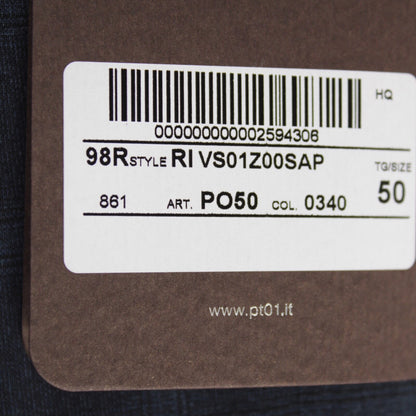 HQ
000000000002594306
98R STYLE RI VS01Z00SAP
TG/SIZE
50
861 ART. PO50 COL. 0340
www.pt01.it